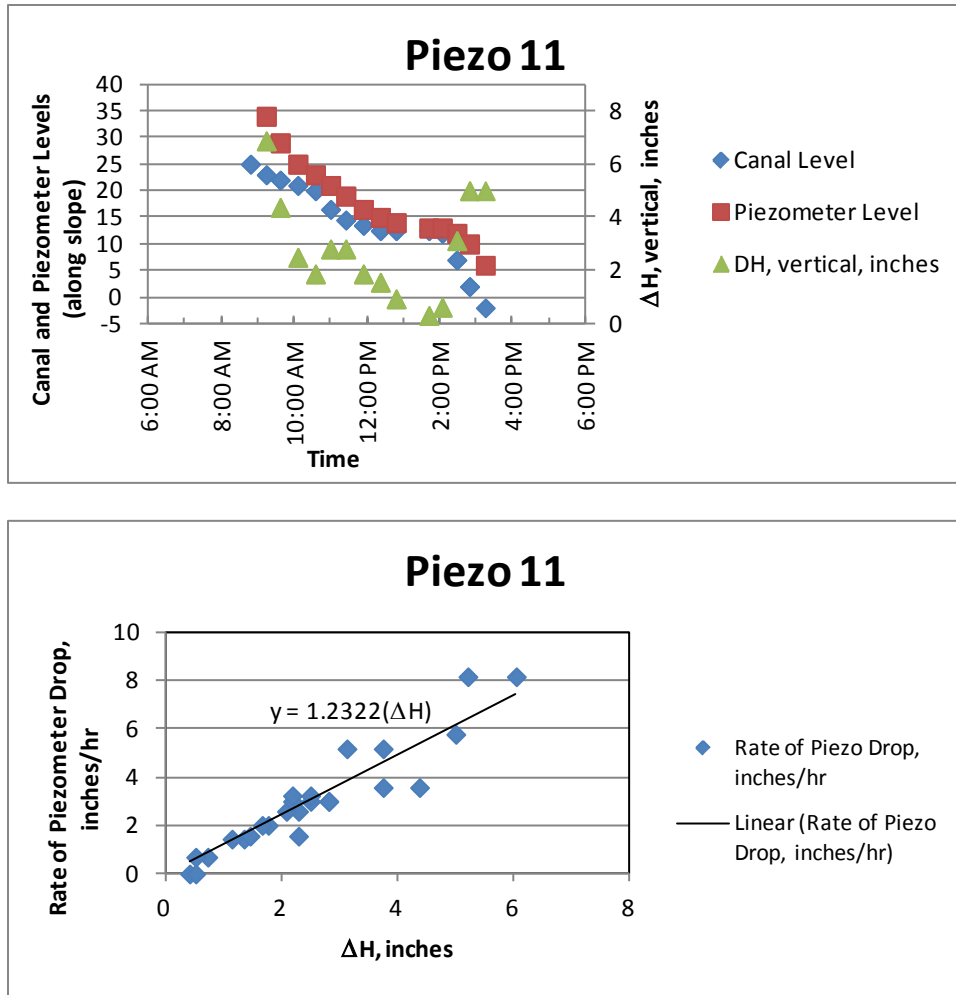 Piezo 11
Canal and Piezometer Levels
(along slope)
40
35
30
25
20
15
10
5
0
-5
8
6
4
2
0
ΔH, vertical, inches
6:00 AM
10:00 AM
12:00 PM
2:00 PM
4:00 PM
6:00 PM
Time
Canal Level
Piezometer Level
DH, vertical, inches
Piezo 11
Rate of Piezometer Drop,
inches/hr
10
8
6
4
2
0
y = 1.2322(ΔH)
0
2
4
6
8
ΔH, inches
Rate of Piezo Drop,
inches/hr
Linear (Rate of Piezo
Drop, inches/hr)